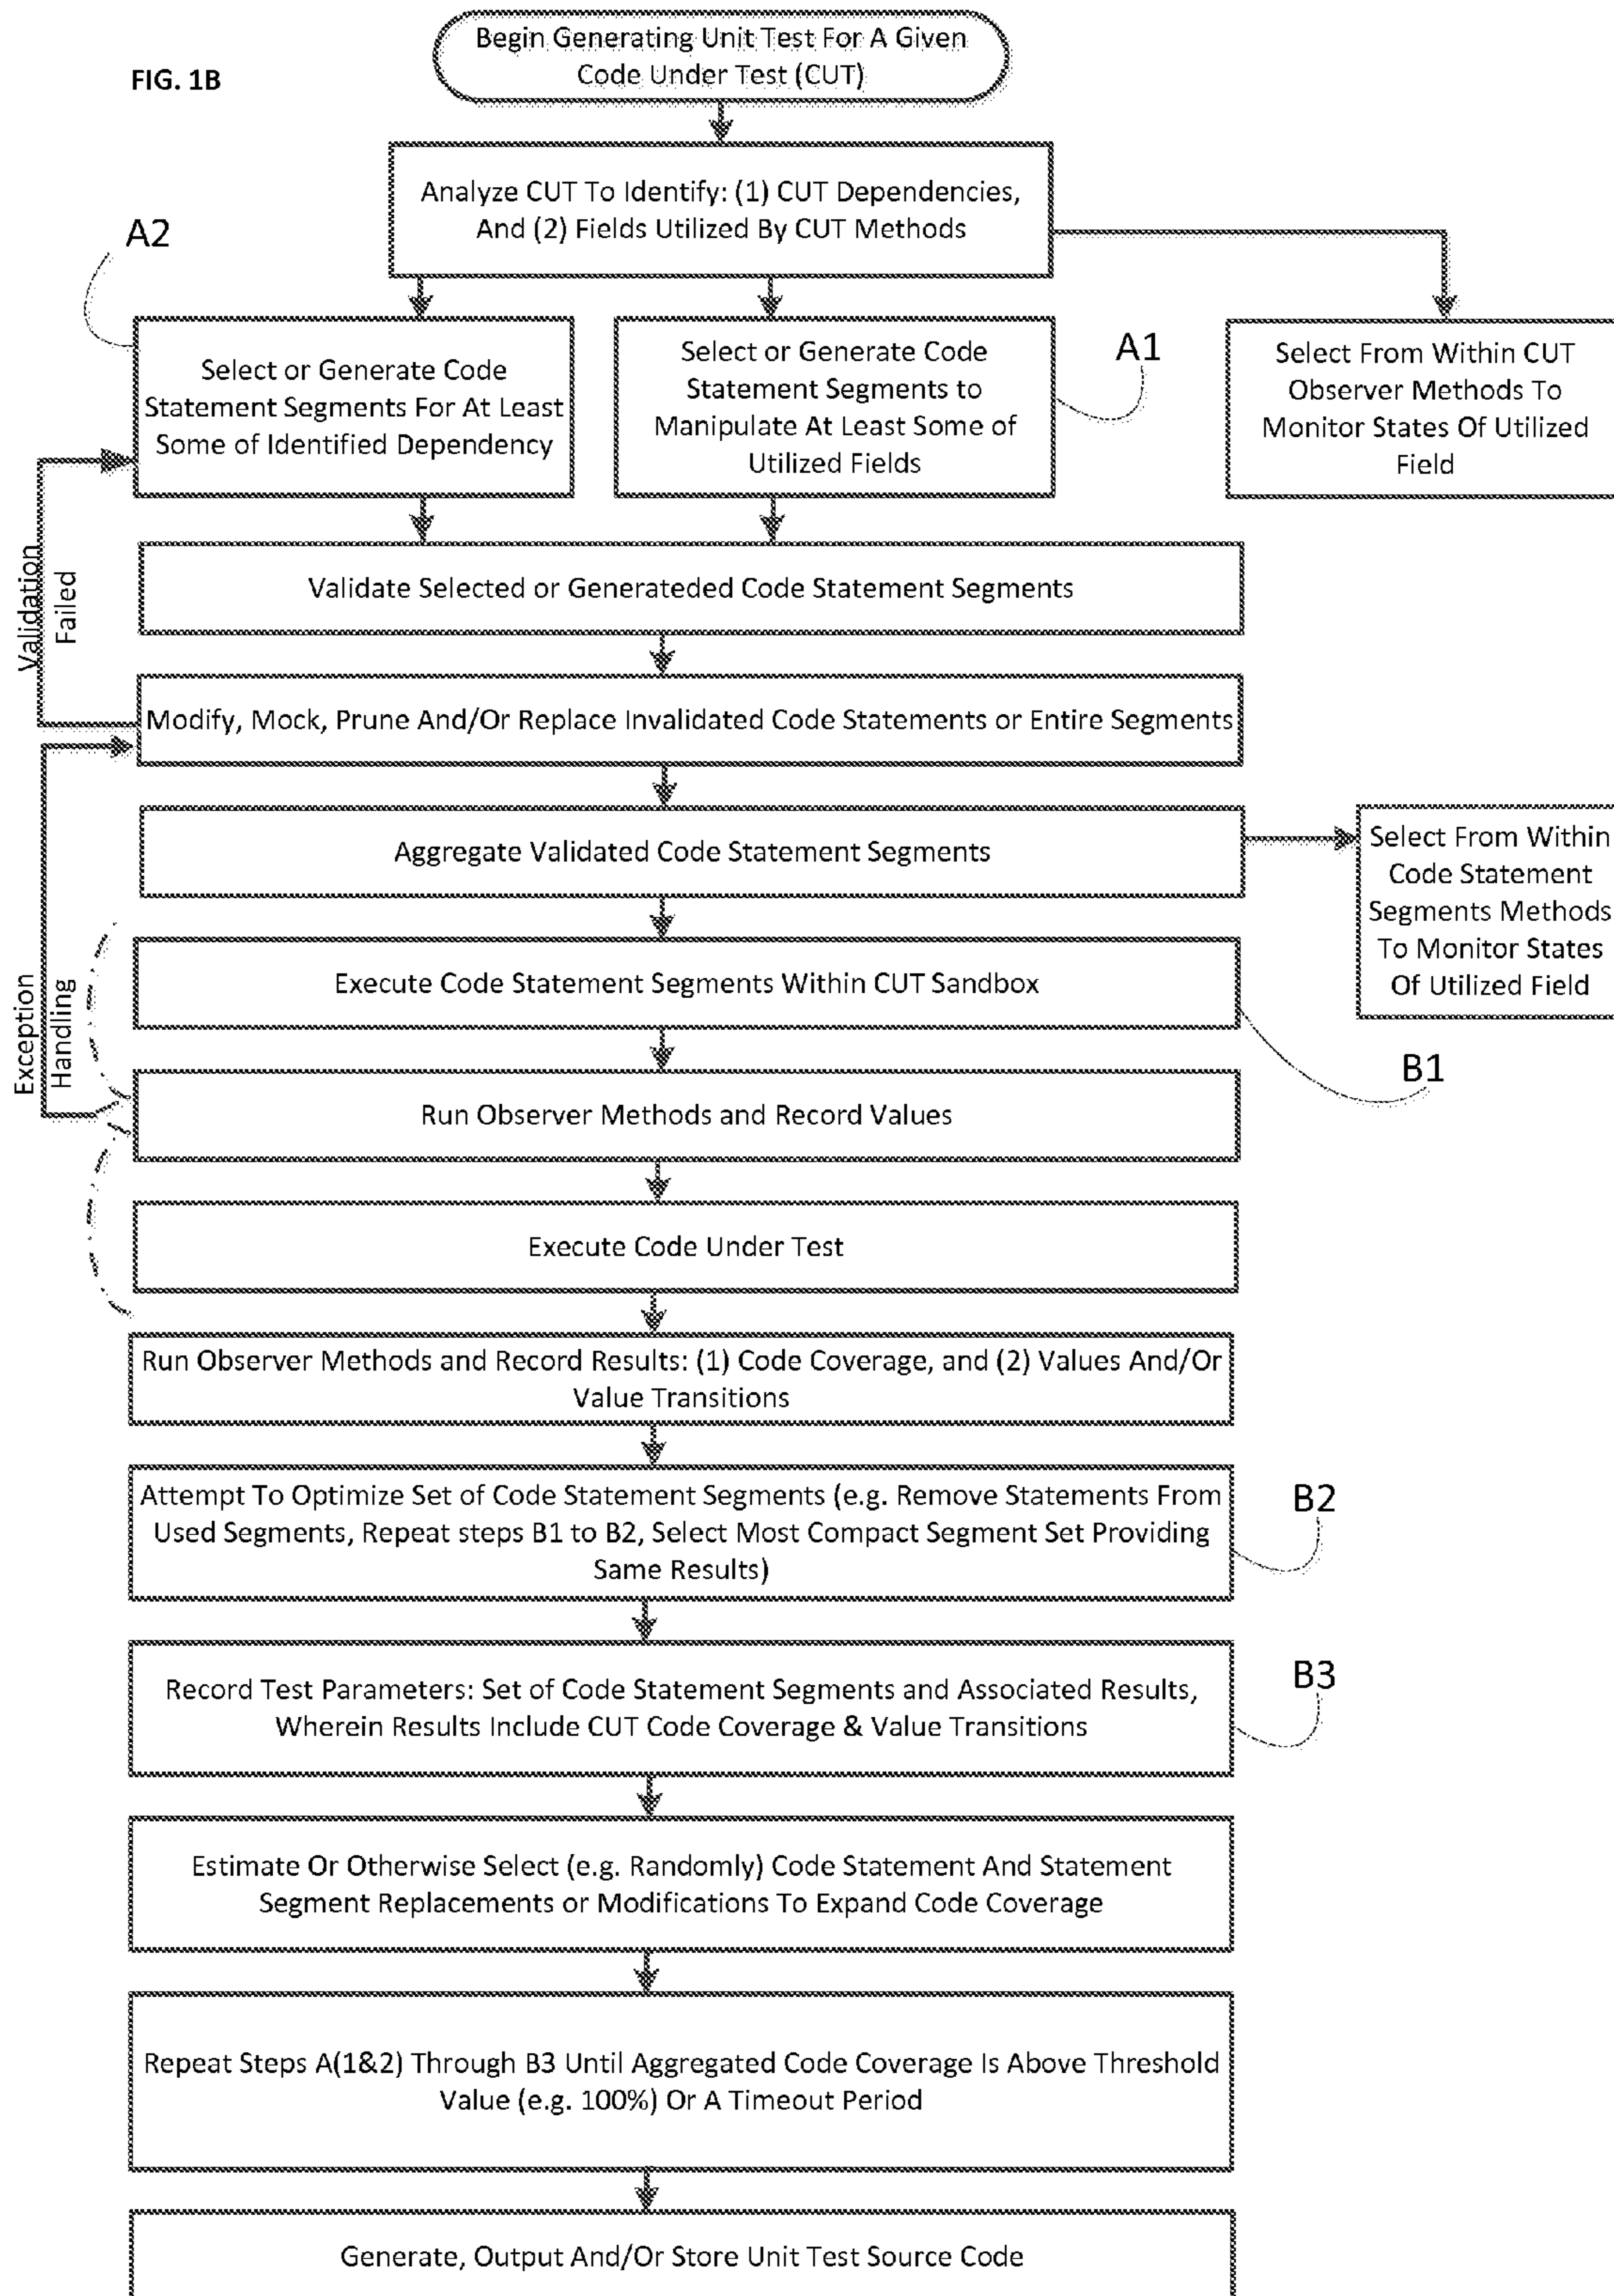 Begin Generating Unit Test For A Given
Code Under Test (CUT)
FIG. 1B
Analyze CUT To Identify: (1) CUT Dependencies,
And (2) Fields Utilized By CUT Methods
A2
Select or Generate Code
Statement Segments For At Least
Some of Identified Dependency
Select or Generate Code
Statement Segments to
Manipulate At Least Some of
Utilized Fields
A1
Select From Within CUT
Observer Methods To
Monitor States Of Utilized
Field
Validation
Failed
Validate Selected or Generateded Code Statement Segments
Modify, Mock, Prune And/Or Replace Invalidated Code Statements or Entire Segments
Aggregate Validated Code Statement Segments
Select From Within
Code Statement
Segments Methods
To Monitor States
Of Utilized Field
Exception
Handling
Execute Code Statement Segments Within CUT Sandbox
B1
Run Observer Methods and Record Values
Execute Code Under Test
Run Observer Methods and Record Results: (1) Code Coverage, and (2) Values And/Or
Value Transitions
Attempt To Optimize Set of Code Statement Segments (e.g. Remove Statements From
Used Segments, Repeat steps B1 to B2, Select Most Compact Segment Set Providing
Same Results)
B2
Record Test Parameters: Set of Code Statement Segments and Associated Results,
Wherein Results Include CUT Code Coverage & Value Transitions
B3
Estimate Or Otherwise Select (e.g. Randomly) Code Statement And Statement
Segment Replacements or Modifications To Expand Code Coverage
Repeat Steps A(1&2) Through B3 Until Aggregated Code Coverage Is Above Threshold
Value (e.g. 100%) Or A Timeout Period
Generate, Output And/Or Store Unit Test Source Code